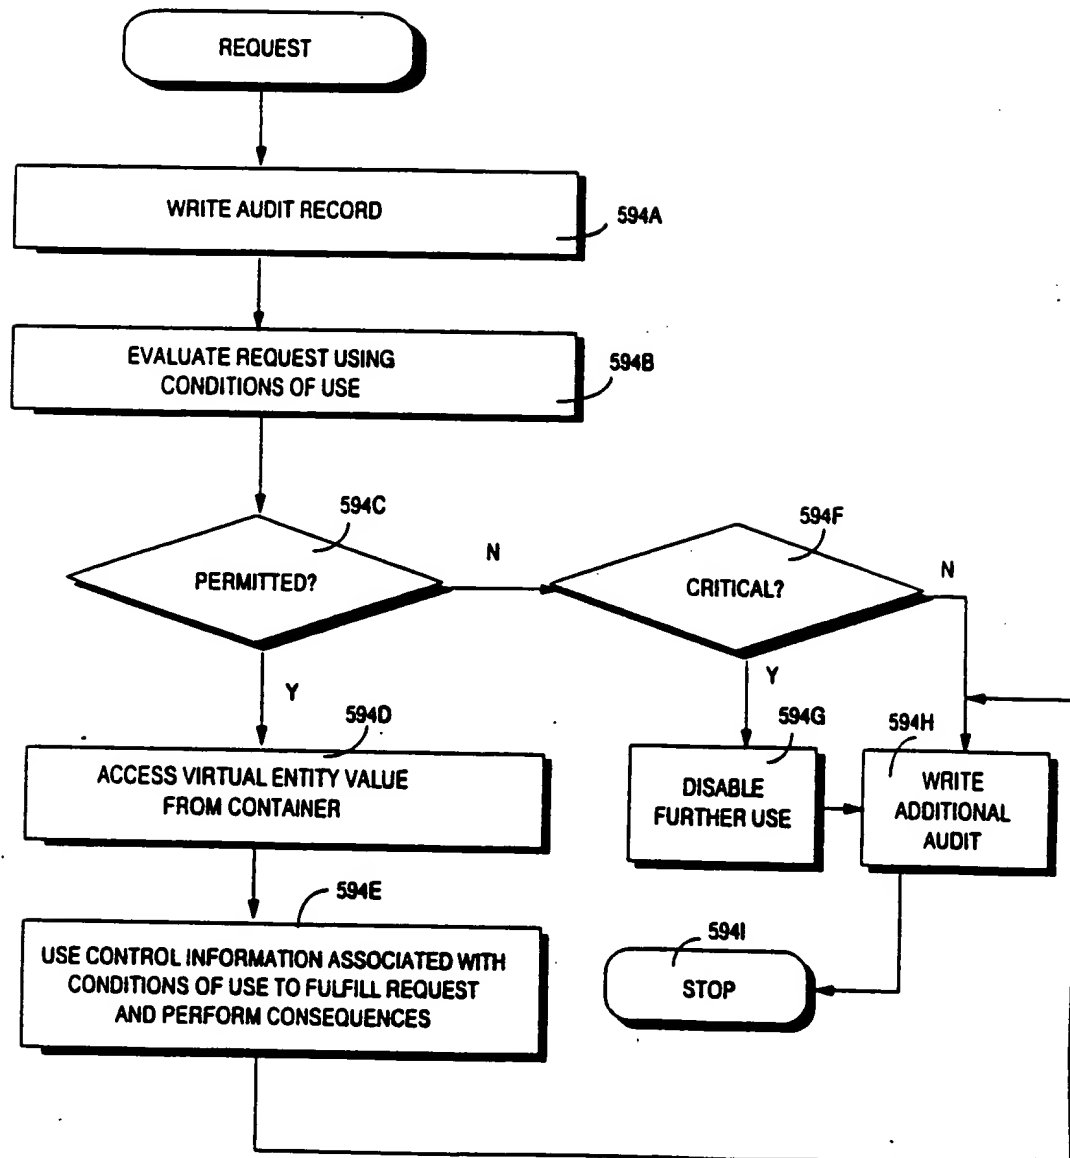 REQUEST
WRITE AUDIT RECORD
594A
EVALUATE REQUEST USING
CONDITIONS OF USE
594B
594C
PERMITTED?
N
594F
CRITICAL?
N
Y
Y
594D
ACCESS VIRTUAL ENTITY VALUE
FROM CONTAINER
594G
DISABLE
FURTHER USE
594H
WRITE
ADDITIONAL
AUDIT
594E
USE CONTROL INFORMATION ASSOCIATED WITH
CONDITIONS OF USE TO FULFILL REQUEST
AND PERFORM CONSEQUENCES
594I
STOP